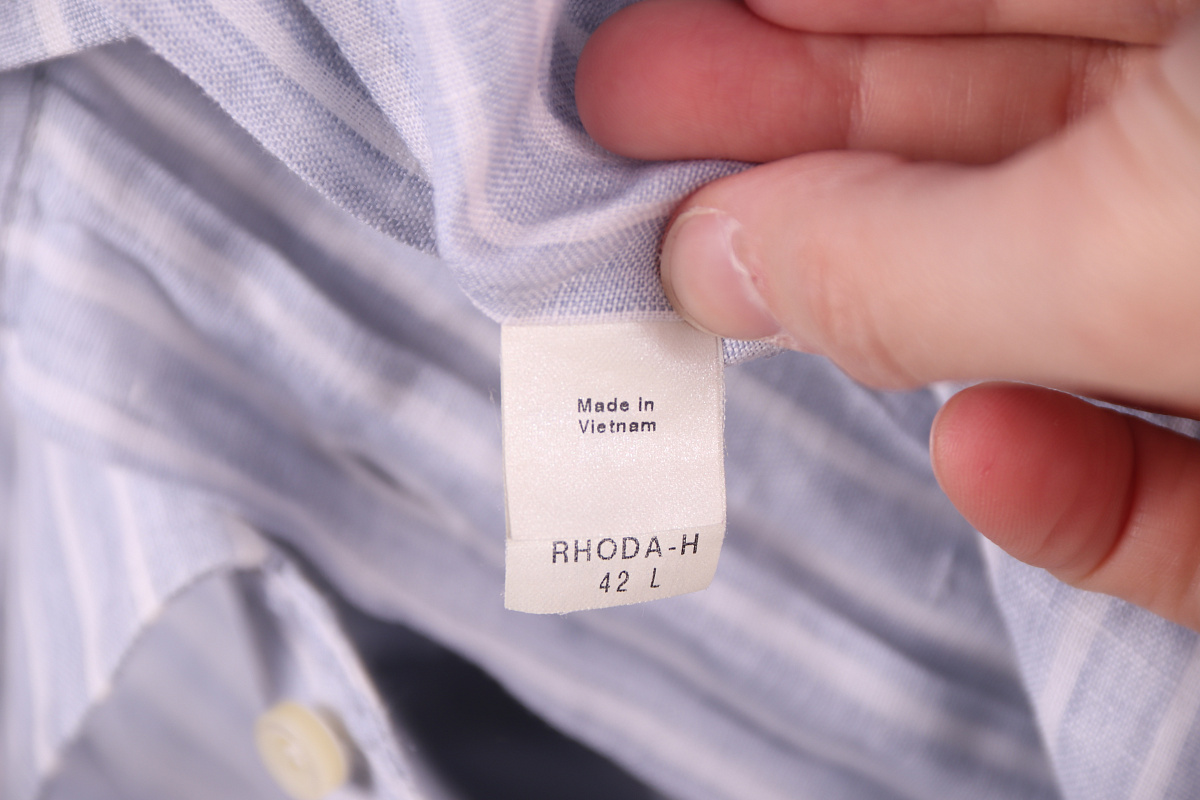 Made in
Vietnam
RHODA-H
42 L